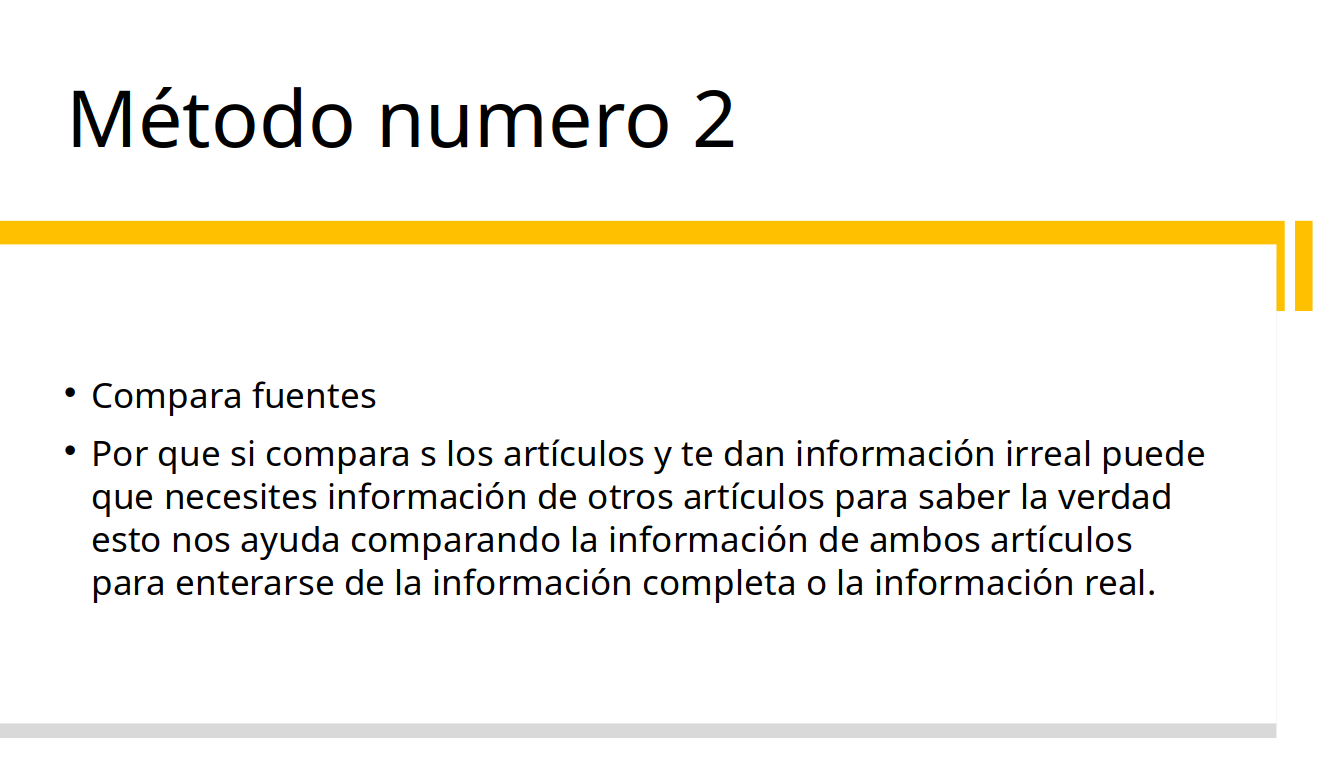 Método numero 2
• Compara fuentes
• Por que si compara s los artículos y te dan información irreal puede
que necesites información de otros artículos para saber la verdad
esto nos ayuda comparando la información de ambos artículos
para enterarse de la información completa o la información real.